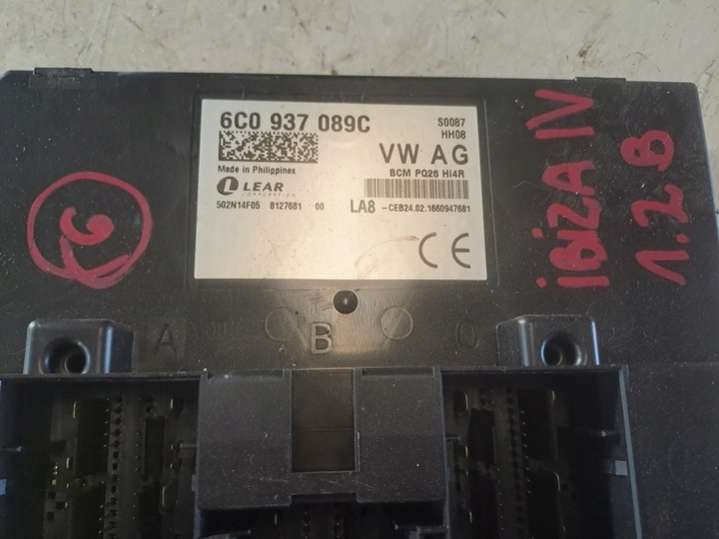 6C0 937 089C
S0087
HH08
VW AG
BCM PQ26 HI4R
Made in Philippines
LEAR
CORPORATION
502N14F05 8127681 00
LA8 -CEB24.02.1660947681
CE
ibiZA IV
1.2 B
A
B